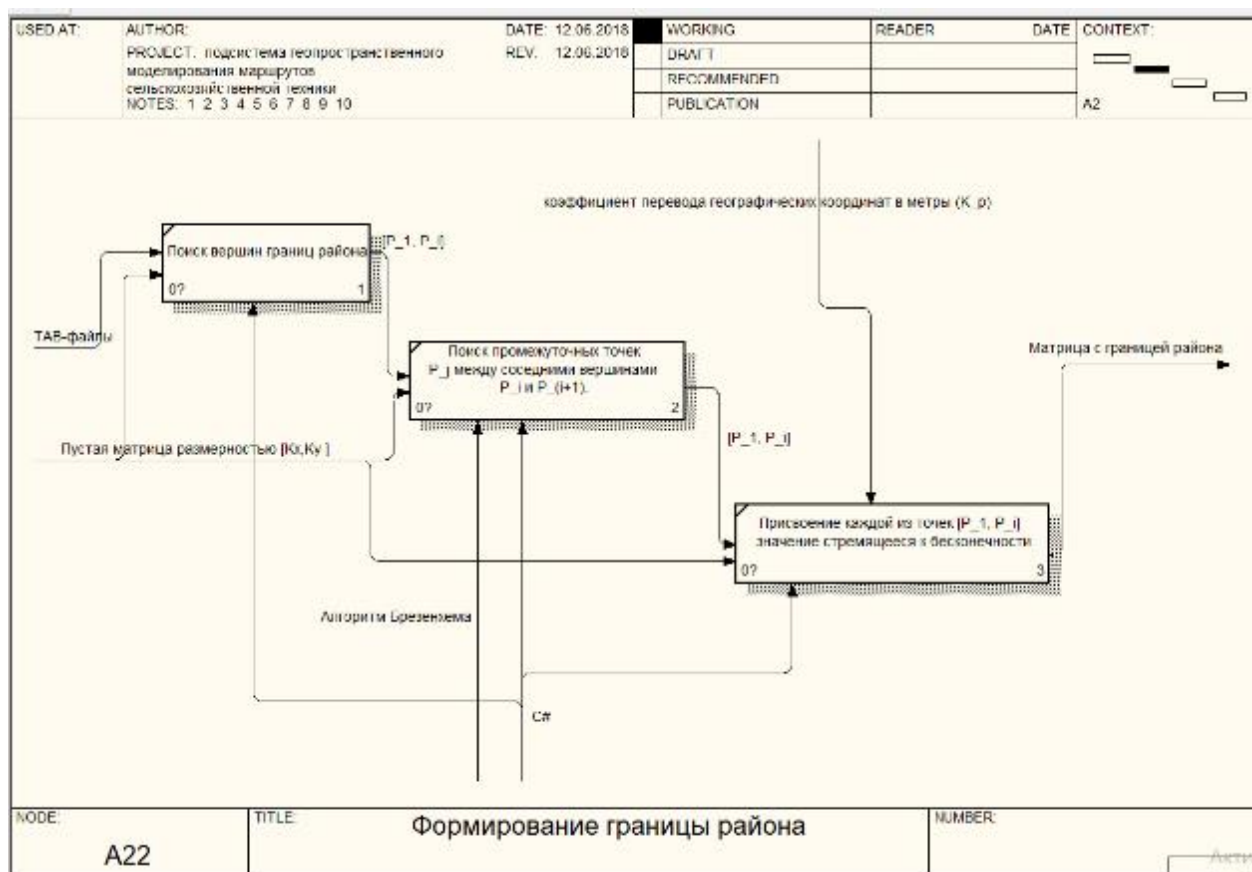 USED AT:
AUTHOR:
DATE: 12.06.2018
PROJECT: подсистема геопространственного
моделирования маршрутов
сельскохозяйственной техники
REV: 12.06.2018
NOTES: 1 2 3 4 5 6 7 8 9 10
WORKING
DRAFT
RECOMMENDED
PUBLICATION
READER
DATE
CONTEXT:
A2
коэффициент перевода географических координат в метры (K_p)
Поиск вершин границ района
0?
1
[P_1, P_i]
TAB-файлы
Поиск промежуточных точек
P_j между соседними вершинами
P_i и P_(i+1).
0?
2
Матрица с границей района
Пустая матрица размерностью [Kx,Ky ]
[P_1, P_i]
Присвоение каждой из точек [P_1, P_i]
значение стремящееся к бесконечности
0?
3
Алгоритм Брезенхема
C#
NODE:
A22
TITLE:
Формирование границы района
NUMBER:
Акти